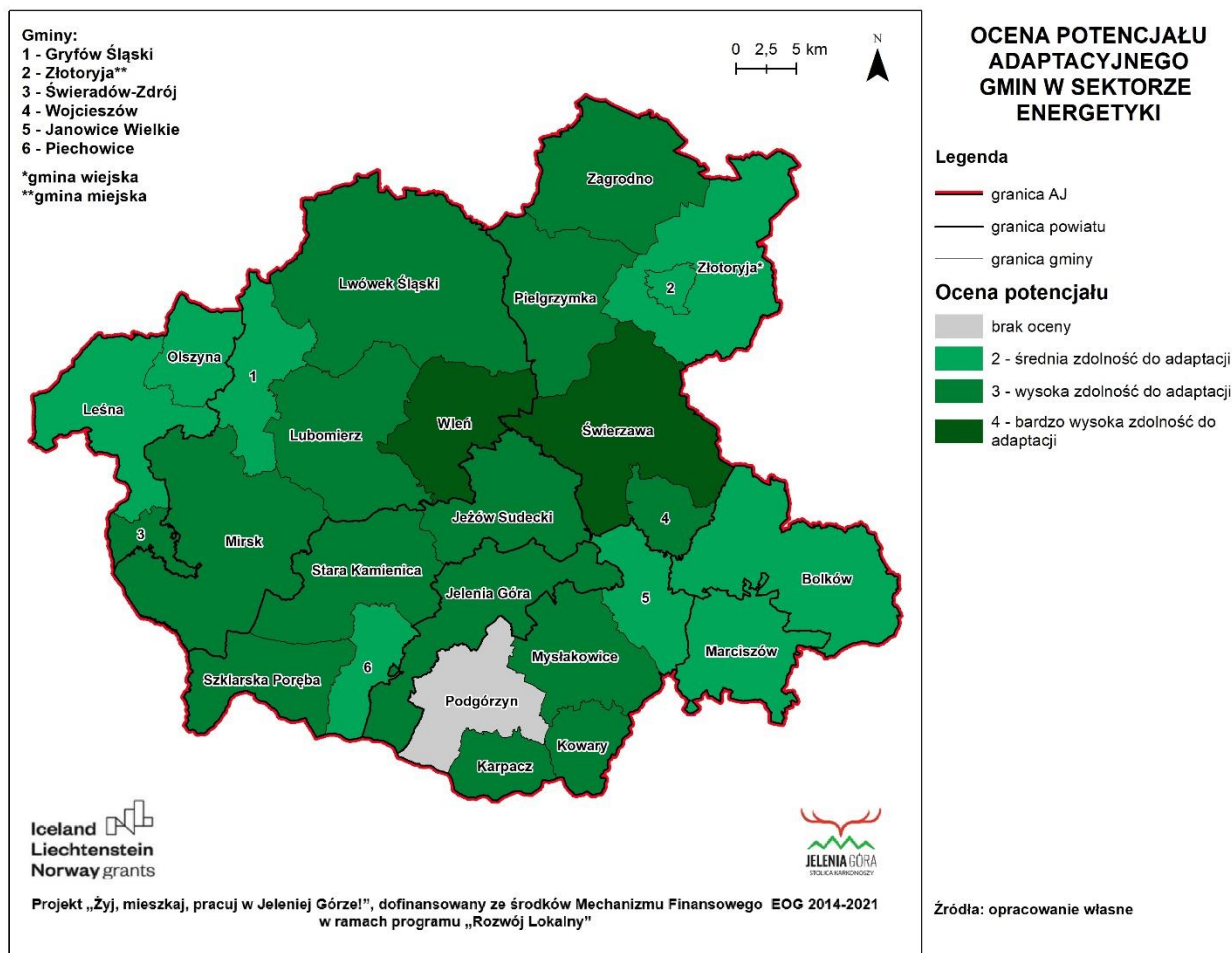 Gminy:
1 - Gryfów Śląski
2 - Złotoryja**
3 - Świeradów-Zdrój
4 - Wojcieszów
5 - Janowice Wielkie
6 - Piechowice
*gmina wiejska
**gmina miejska
0 2,5 5 km
N
Zagrodno
Złotoryja*
2
Lwówek Śląski
Pielgrzymka
Olszyna
1
Leśna
Lubomierz
Wleń
Świerzawa
Jeżów Sudecki
4
3
Mirsk
Stara Kamienica
Bolków
Jelenia Góra
5
Marciszów
Mysłakowice
6
Szklarska Poręba
Podgórzyn
Kowary
Karpacz
Iceland
Liechtenstein
Norway grants
JELENIA GÓRA
STOLICA KARKONOSZY
Projekt „Żyj, mieszkaj, pracuj w Jeleniej Górze!”, dofinansowany ze środków Mechanizmu Finansowego EOG 2014-2021
w ramach programu „Rozwój Lokalny”
OCENA POTENCJAŁU
ADAPTACYJNEGO
GMIN W SEKTORZE
ENERGETYKI
Legenda
granica AJ
granica powiatu
granica gminy
Ocena potencjału
brak oceny
2 - średnia zdolność do adaptacji
3 - wysoka zdolność do adaptacji
4 - bardzo wysoka zdolność do
adaptacji
Źródła: opracowanie własne